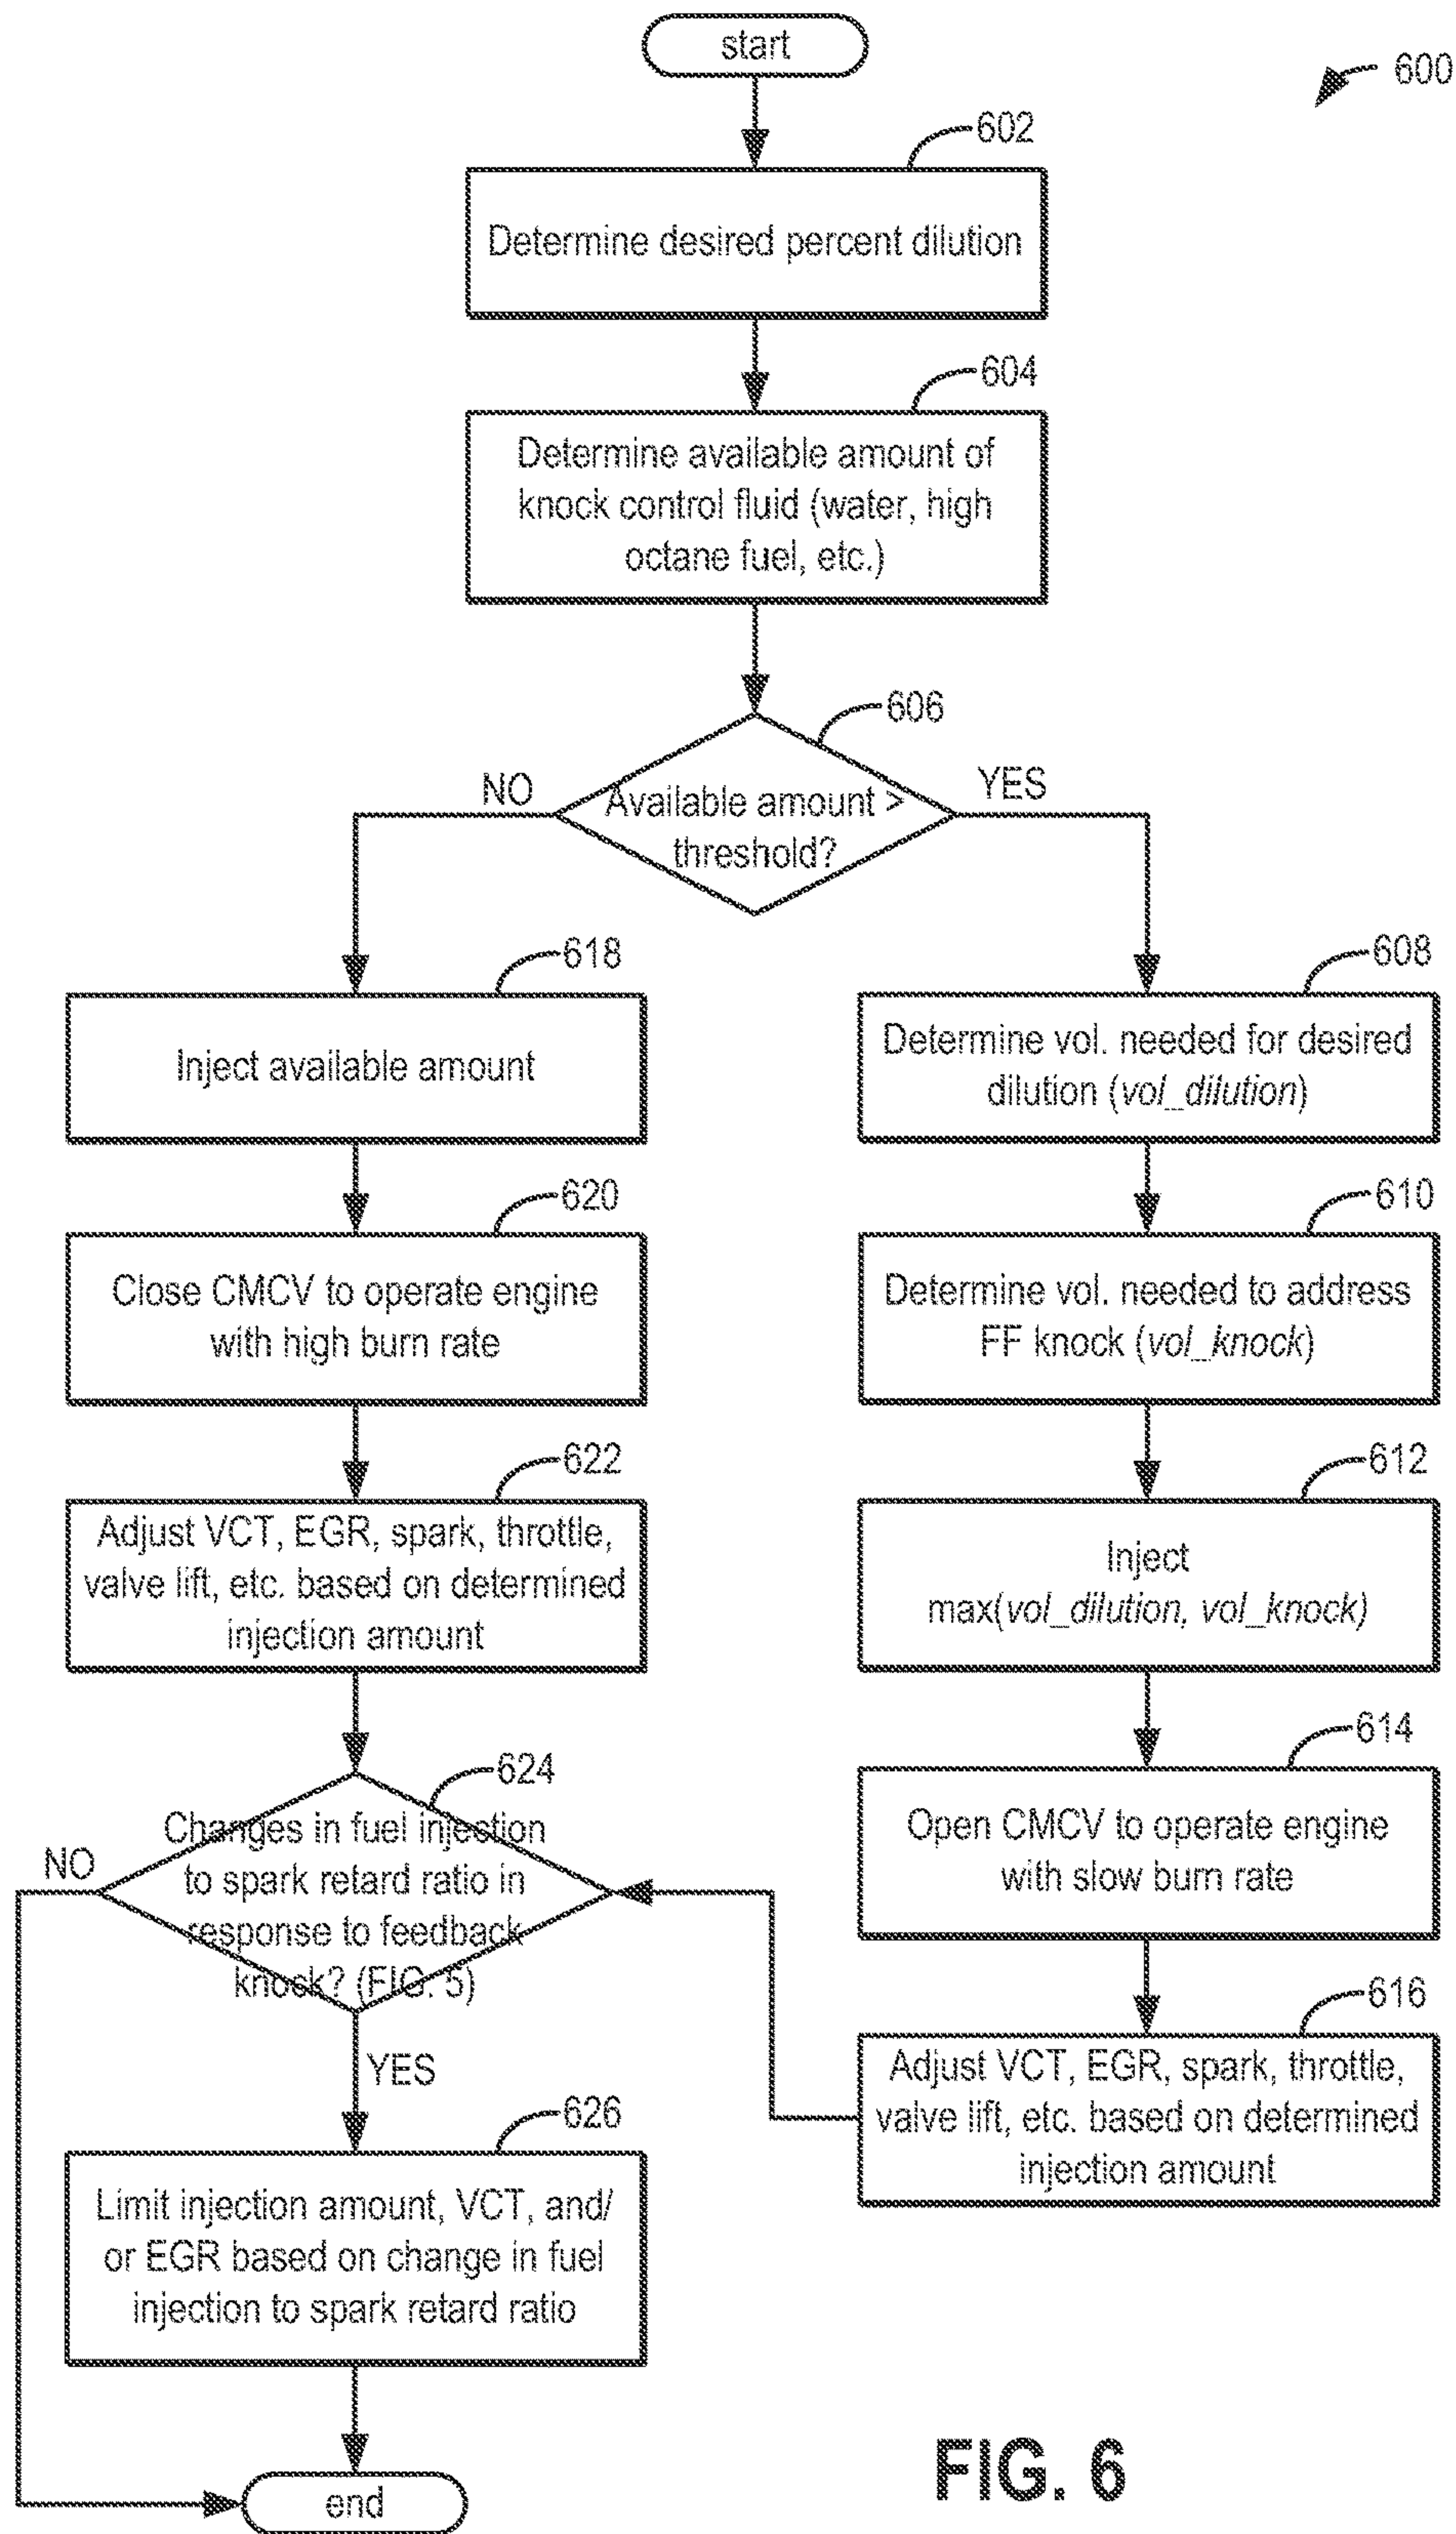 start
600
602
Determine desired percent dilution
604
Determine available amount of
knock control fluid (water, high
octane fuel, etc.)
606
NO
YES
Available amount >
threshold?
618
Inject available amount
608
Determine vol. needed for desired
dilution (vol_dilution)
620
Close CMCV to operate engine
with high burn rate
610
Determine vol. needed to address
FF knock (vol_knock)
622
Adjust VCT, EGR, spark, throttle,
valve lift, etc. based on determined
injection amount
612
Inject
max(vol_dilution, vol_knock)
624
Changes in fuel injection
to spark retard ratio in
response to feedback
knock? (FIG. 5)
NO
YES
614
Open CMCV to operate engine
with slow burn rate
616
Adjust VCT, EGR, spark, throttle,
valve lift, etc. based on determined
injection amount
626
Limit injection amount, VCT, and/
or EGR based on change in fuel
injection to spark retard ratio
end
FIG. 6